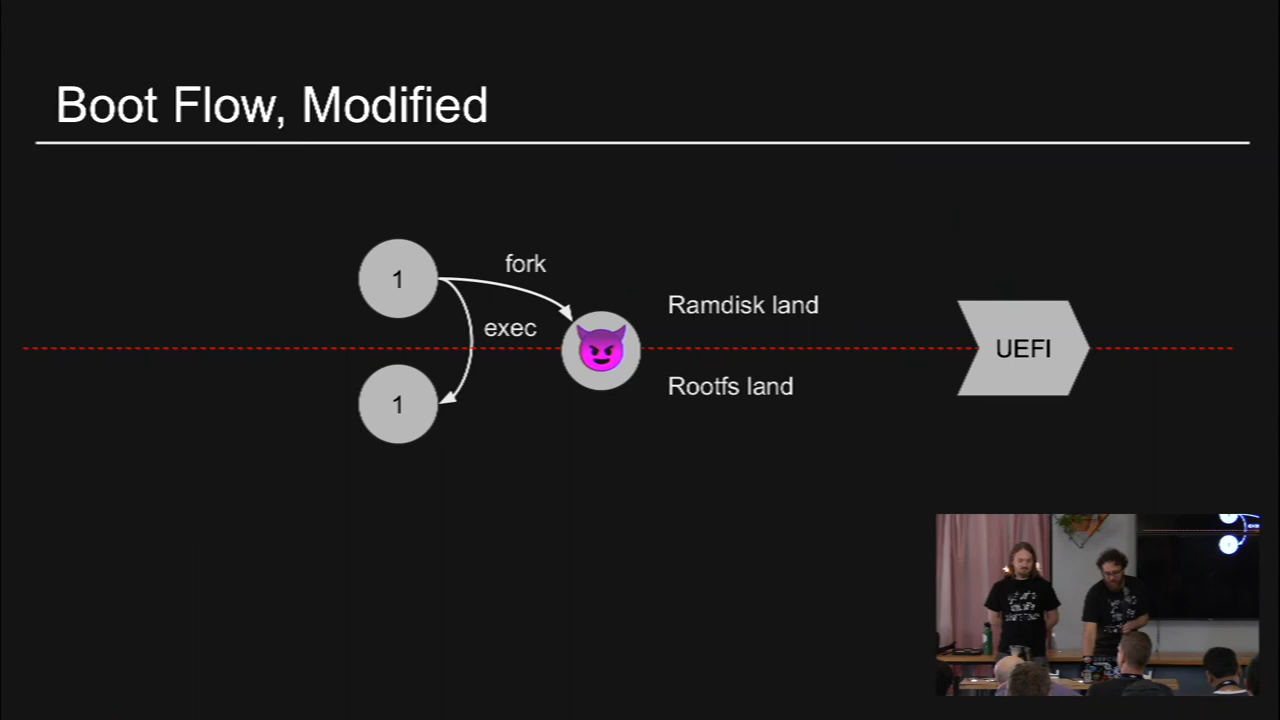 Boot Flow, Modified
1
fork
exec
Ramdisk land
UEFI
Rootfs land
1